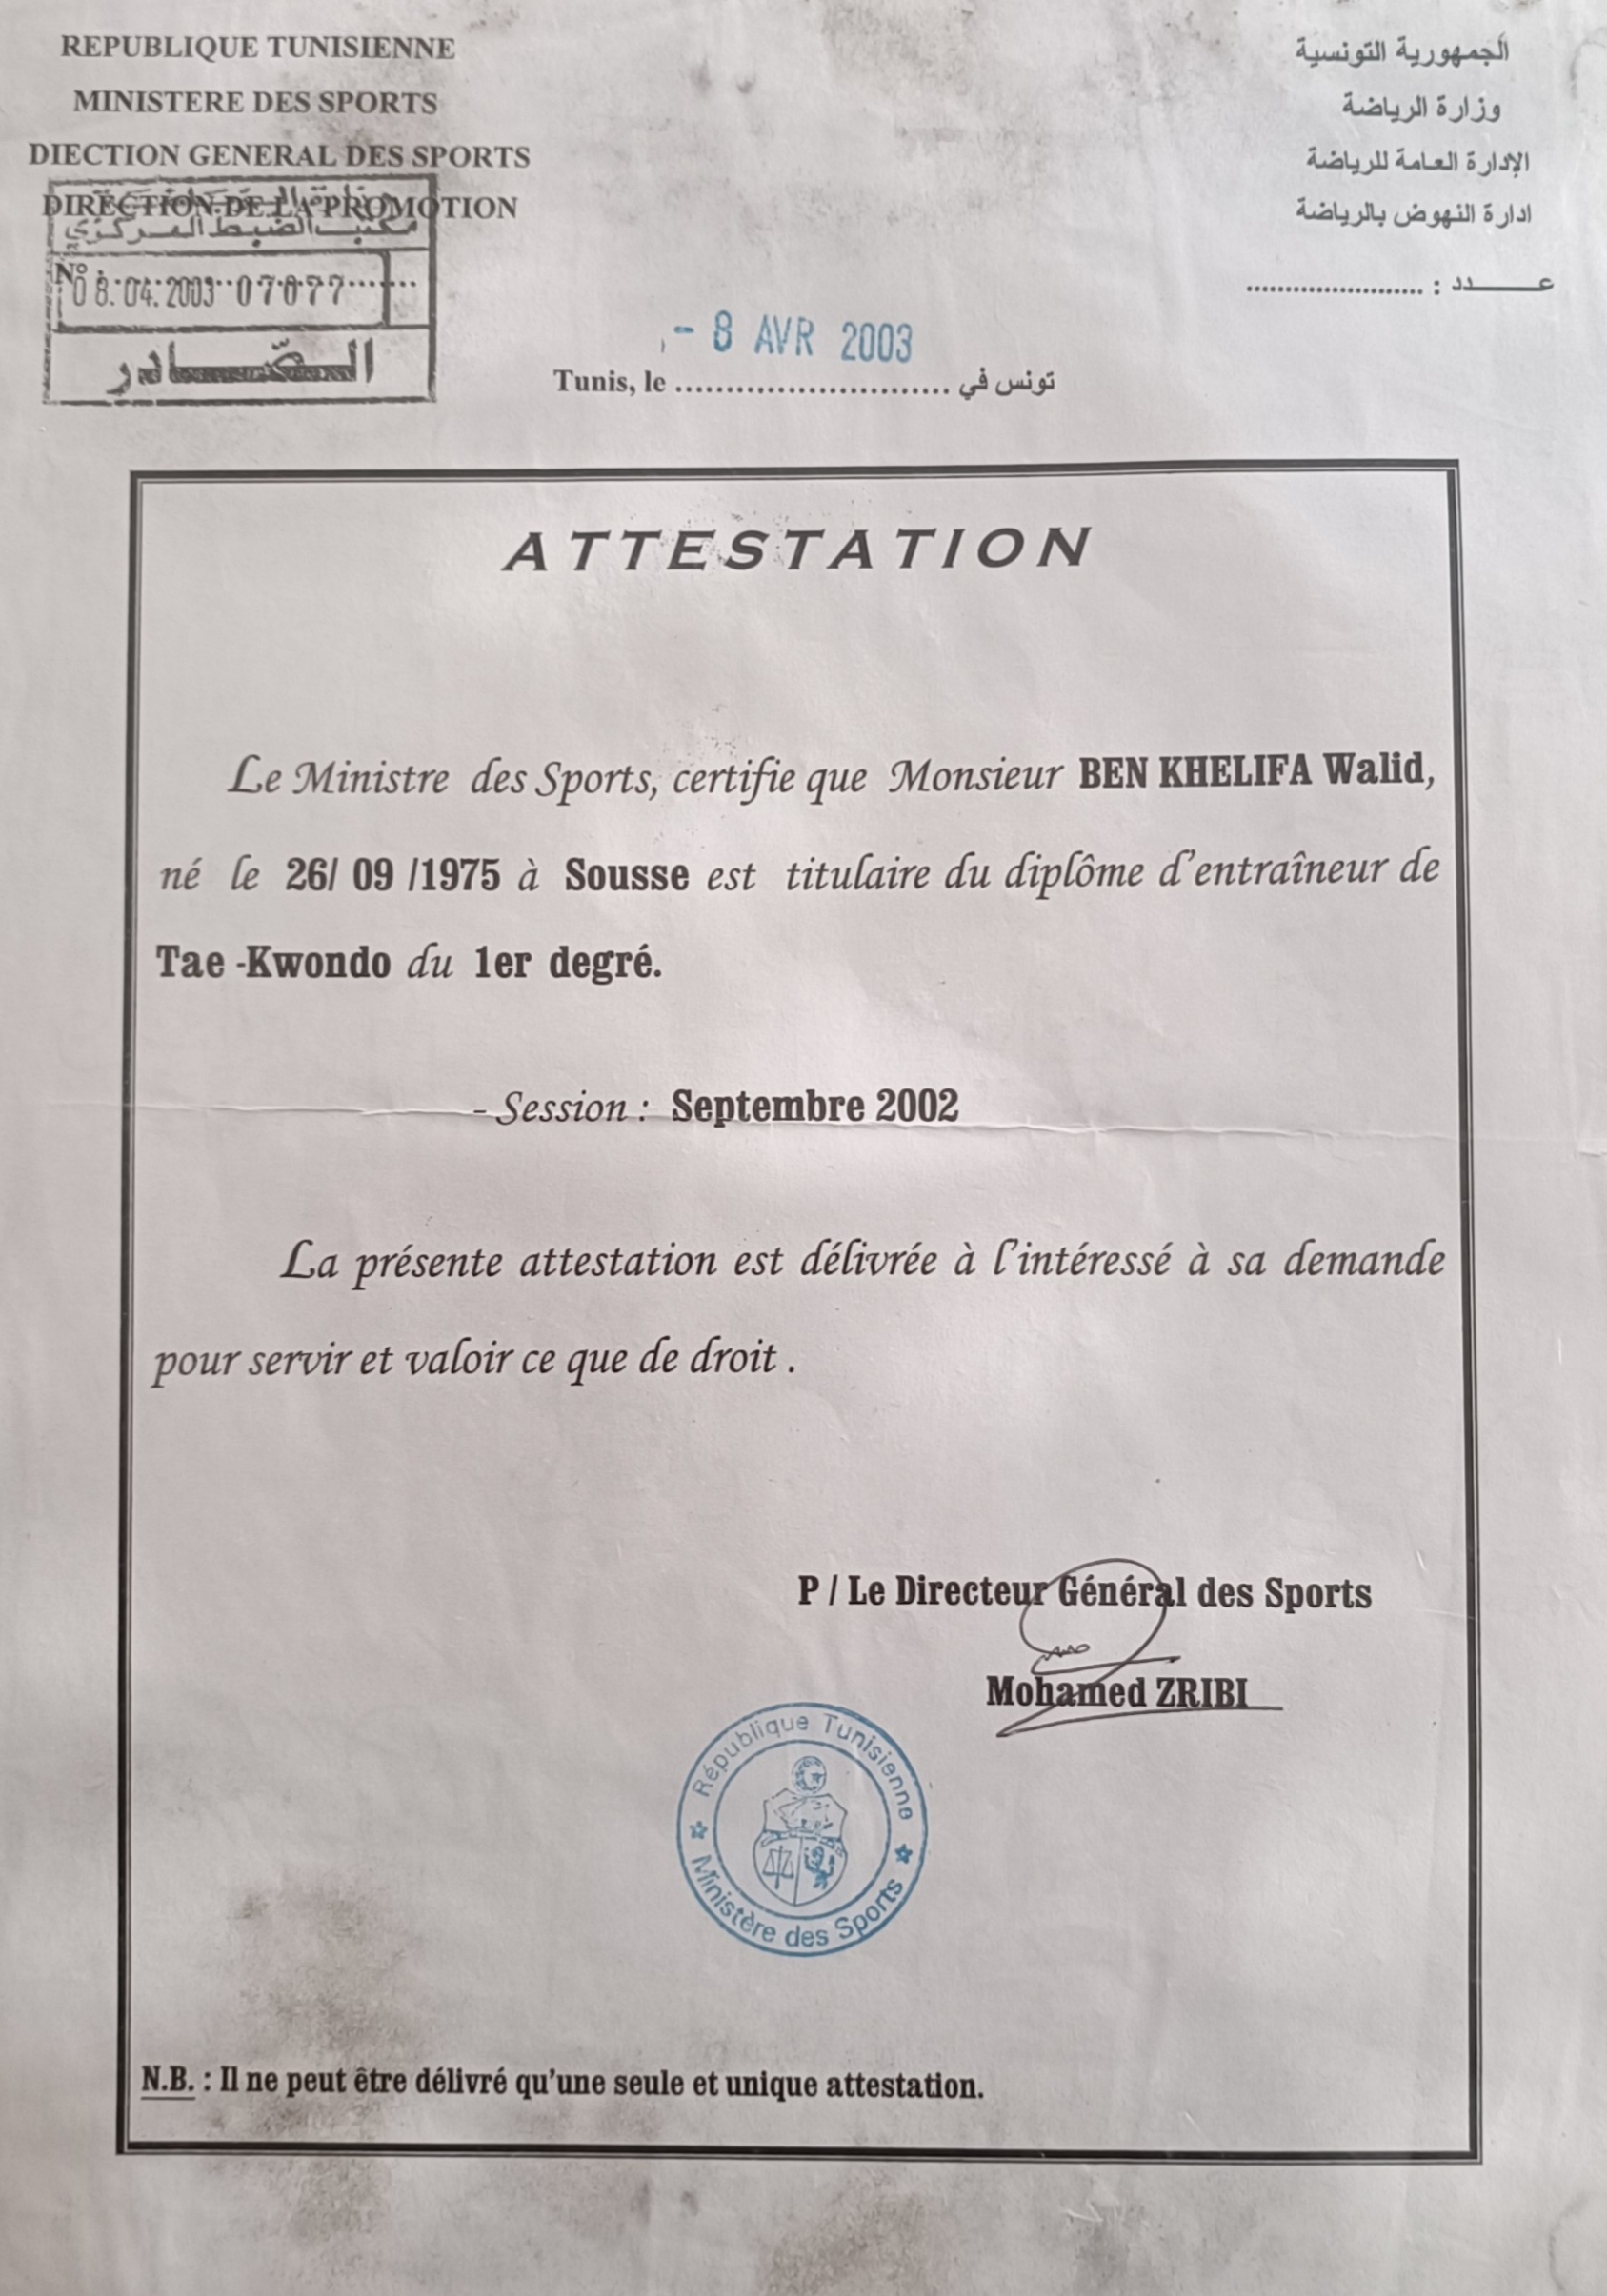 REPUBLIQUE TUNISIENNE
MINISTERE DES SPORTS
DIECTION GENERAL DES SPORTS
DIRECTION DE LA PROMOTION
الجمهورية التونسية
وزارة الرياضة
الإدارة العامة للرياضة
ادارة النهوض بالرياضة
عـــــدد : .......................
مكتب الضبط المركزي
N° 08.04.2003 07077
الصّادر
- 8 AVR 2003
Tunis, le ........................... تونس في
ATTESTATION
Le Ministre des Sports, certifie que Monsieur BEN KHELIFA Walid,
né le 26/ 09 /1975 à Sousse est titulaire du diplôme d'entraîneur de
Tae -Kwondo du 1er degré.
- Session : Septembre 2002
La présente attestation est délivrée à l'intéressé à sa demande
pour servir et valoir ce que de droit .
P / Le Directeur Général des Sports
Mohamed ZRIBI
République Tunisienne
Ministère des Sports
N.B. : Il ne peut être délivré qu'une seule et unique attestation.